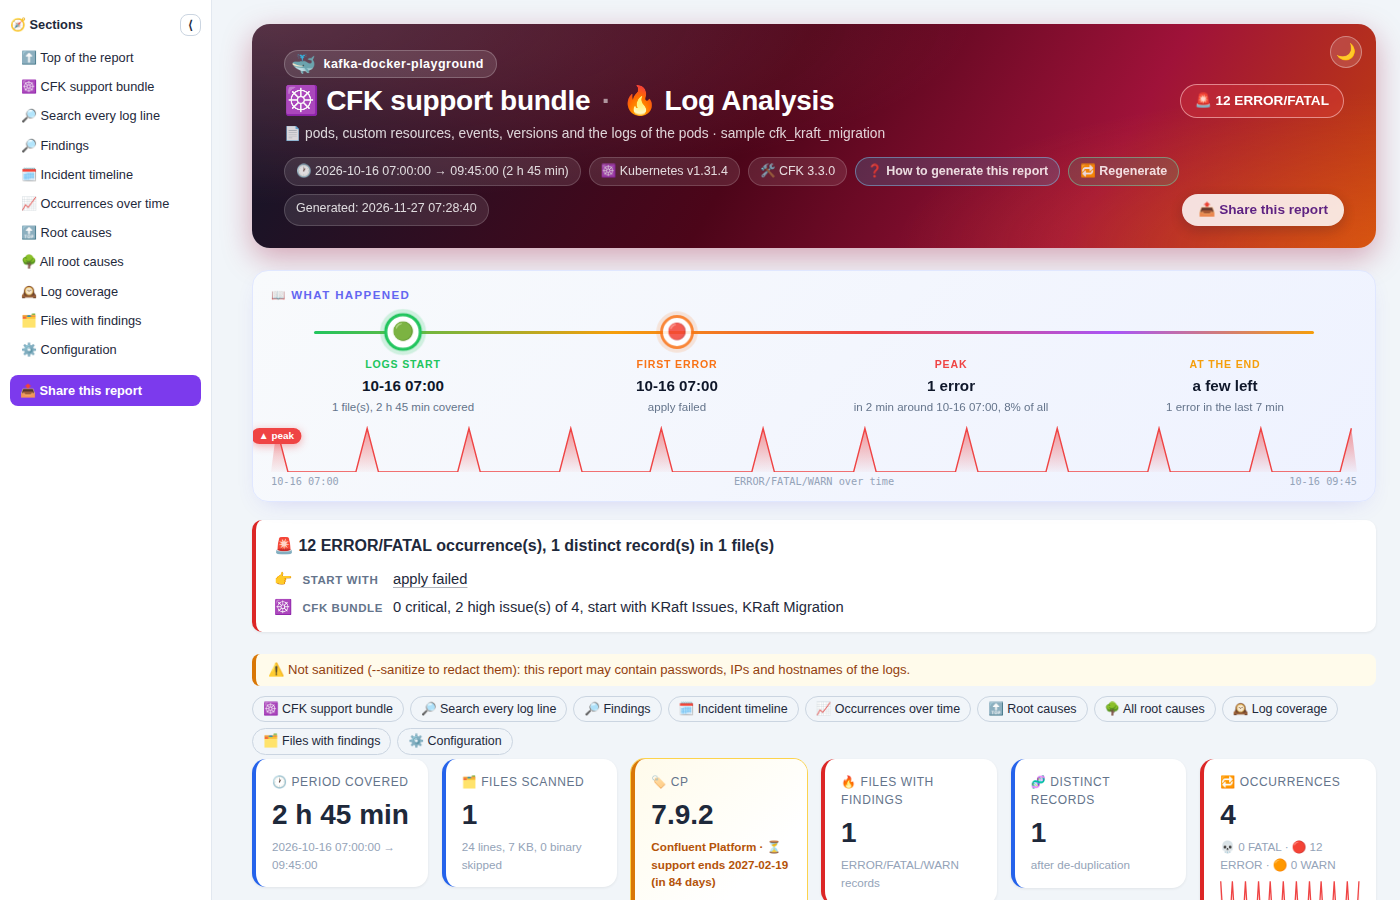 🧭 Sections
⟨
⬆️ Top of the report
☸️ CFK support bundle
🔎 Search every log line
🔎 Findings
🗓️ Incident timeline
📈 Occurrences over time
🔝 Root causes
🌳 All root causes
🕰️ Log coverage
🗂️ Files with findings
⚙️ Configuration
📤 Share this report
🐳 kafka-docker-playground
🌙
☸️ CFK support bundle · 🔥 Log Analysis
🚨 12 ERROR/FATAL
📄 pods, custom resources, events, versions and the logs of the pods · sample cfk_kraft_migration
🕐 2026-10-16 07:00:00 → 09:45:00 (2 h 45 min)
☸️ Kubernetes v1.31.4
🛠️ CFK 3.3.0
❓ How to generate this report
🔁 Regenerate
Generated: 2026-11-27 07:28:40
📤 Share this report
📖 WHAT HAPPENED
LOGS START
10-16 07:00
1 file(s), 2 h 45 min covered
FIRST ERROR
10-16 07:00
apply failed
PEAK
1 error
in 2 min around 10-16 07:00, 8% of all
AT THE END
a few left
1 error in the last 7 min
▲ peak
10-16 07:00
ERROR/FATAL/WARN over time
10-16 09:45
🚨 12 ERROR/FATAL occurrence(s), 1 distinct record(s) in 1 file(s)
👉 START WITH apply failed
☸️ CFK BUNDLE 0 critical, 2 high issue(s) of 4, start with KRaft Issues, KRaft Migration
⚠️ Not sanitized (--sanitize to redact them): this report may contain passwords, IPs and hostnames of the logs.
☸️ CFK support bundle
🔎 Search every log line
🔎 Findings
🗓️ Incident timeline
📈 Occurrences over time
🔝 Root causes
🌳 All root causes
🕰️ Log coverage
🗂️ Files with findings
⚙️ Configuration
🕐 PERIOD COVERED
2 h 45 min
2026-10-16 07:00:00 →
09:45:00
🗂️ FILES SCANNED
1
24 lines, 7 KB, 0 binary
skipped
🏷️ CP
7.9.2
Confluent Platform · ⏳
support ends 2027-02-19
(in 84 days)
🔥 FILES WITH
FINDINGS
1
ERROR/FATAL/WARN
records
🧬 DISTINCT
RECORDS
1
after de-duplication
🔁 OCCURRENCES
4
💀 0 FATAL · 🔴 12
ERROR · 🟠 0 WARN